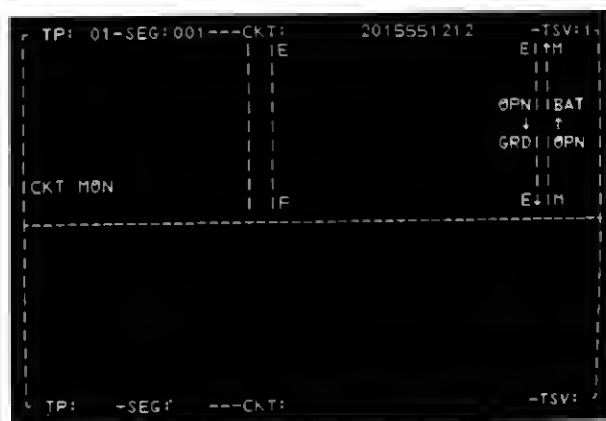 TP: 01-SEG:001---CKT: 2015551212 -TSV:1
E E↑M
OPN BAT
↓ ↑
GRD OPN
CKT MON
F E↓ M
TP: -SEG: ---CKT: -TSV: